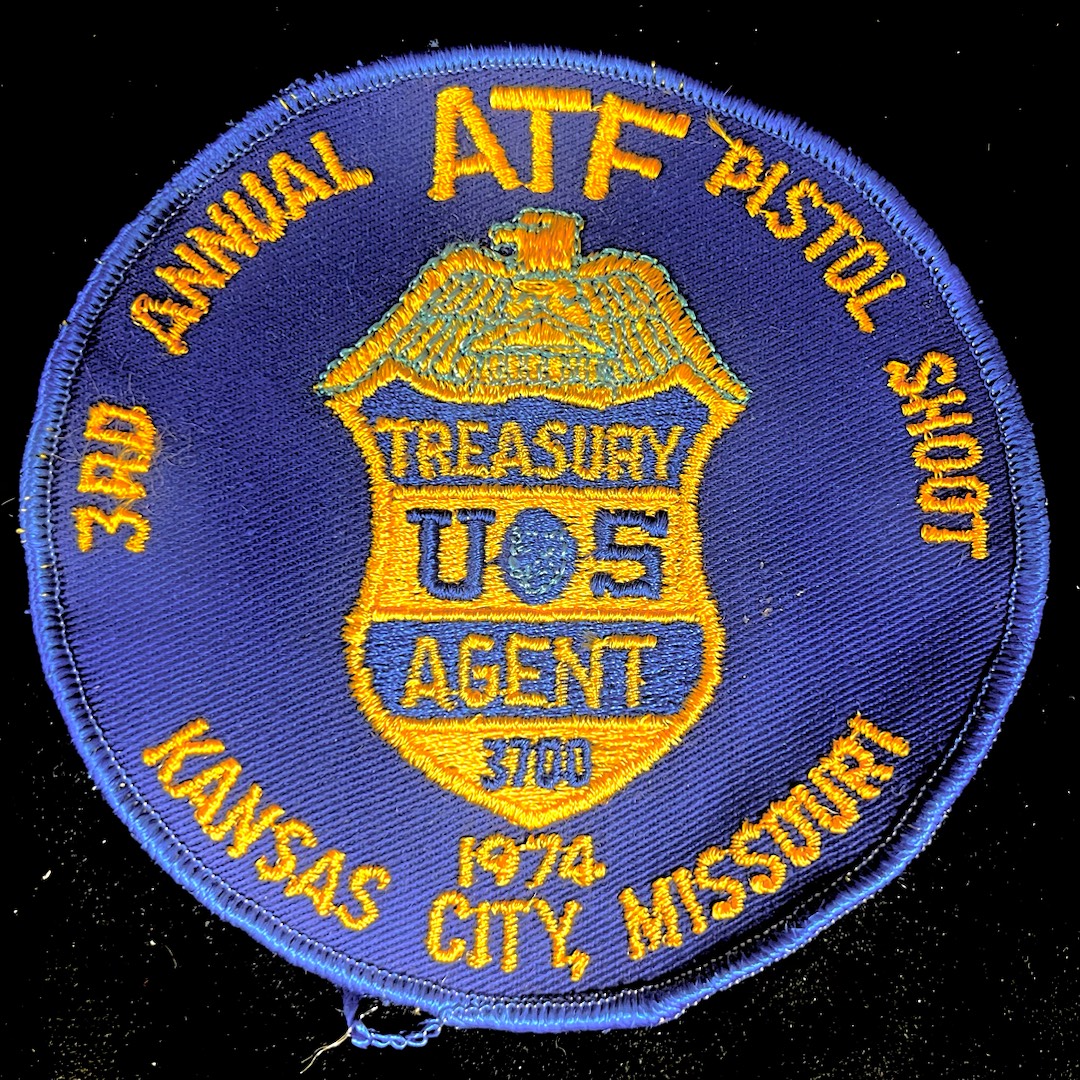 3RD ANNUAL ATF PISTOL SHOOT
TREASURY
U S
AGENT
3700
1974
KANSAS CITY, MISSOURI